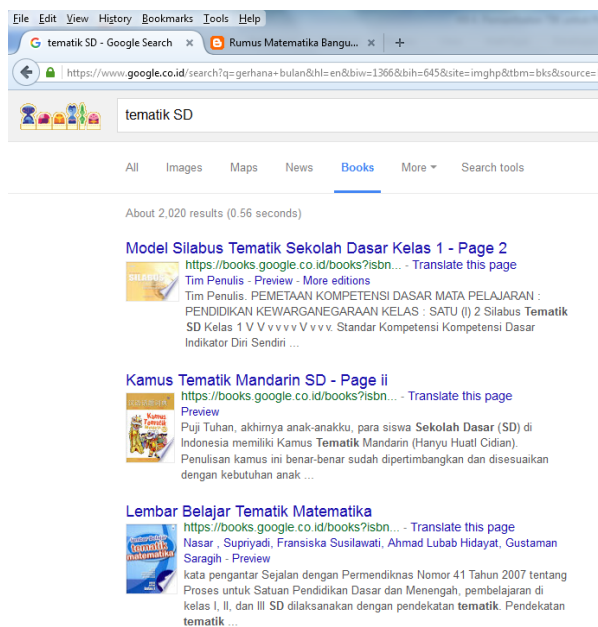 File Edit View History Bookmarks Tools Help
tematik SD - Google Search × Rumus Matematika Bangu... × +
https://www.google.co.id/search?q=gerhana+bulan&hl=en&biw=1366&bih=645&site=imghp&tbm=bks&source=
tematik SD
All Images Maps News Books More Search tools
About 2,020 results (0.56 seconds)
Model Silabus Tematik Sekolah Dasar Kelas 1 - Page 2
https://books.google.co.id/books?isbn... - Translate this page
Tim Penulis - Preview - More editions
Tim Penulis. PEMETAAN KOMPETENSI DASAR MATA PELAJARAN :
PENDIDIKAN KEWARGANEGARAAN KELAS : SATU (I) 2 Silabus Tematik
SD Kelas 1 V V v v v v V v v v. Standar Kompetensi Kompetensi Dasar
Indikator Diri Sendiri ...
Kamus Tematik Mandarin SD - Page ii
https://books.google.co.id/books?isbn... - Translate this page
Preview
Puji Tuhan, akhirnya anak-anakku, para siswa Sekolah Dasar (SD) di
Indonesia memiliki Kamus Tematik Mandarin (Hanyu Huatl Cidian).
Penulisan kamus ini benar-benar sudah dipertimbangkan dan disesuaikan
dengan kebutuhan anak ...
Kamus
Tematik
Lembar Belajar Tematik Matematika
https://books.google.co.id/books?isbn... - Translate this page
Nasar , Supriyadi, Fransiska Susilawati, Ahmad Lubab Hidayat, Gustaman
Saragih - Preview
kata pengantar Sejalan dengan Permendiknas Nomor 41 Tahun 2007 tentang
Proses untuk Satuan Pendidikan Dasar dan Menengah, pembelajaran di
kelas I, II, dan III SD dilaksanakan dengan pendekatan tematik. Pendekatan
tematik ...
lembar belajar
tematik
matematika